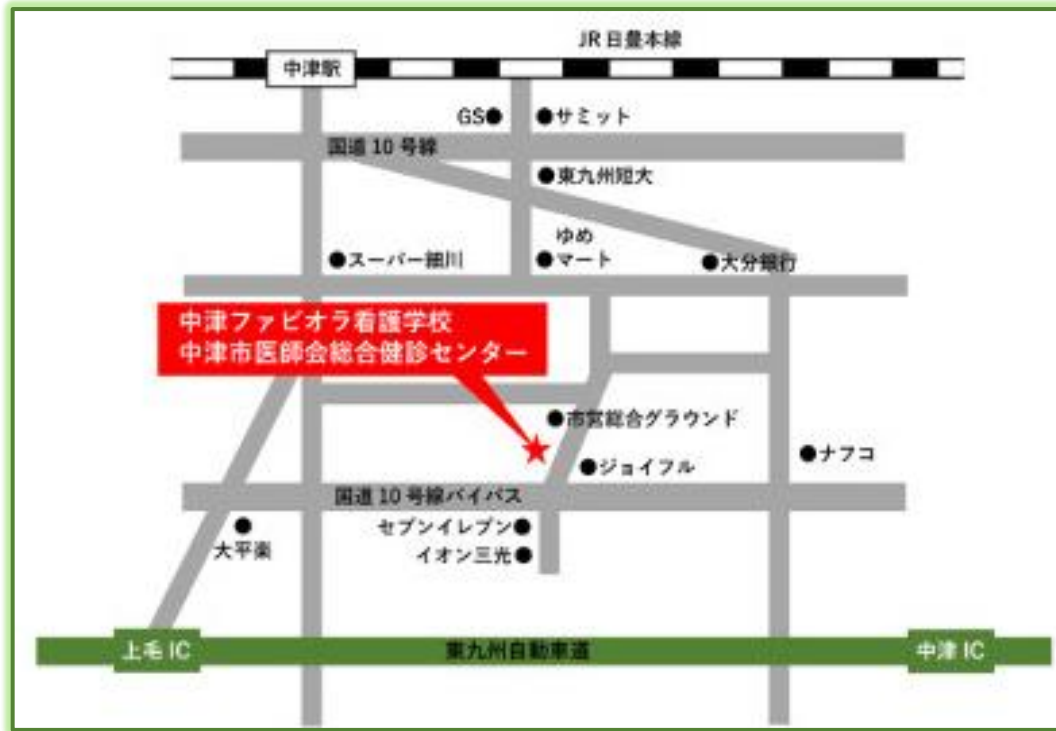 JR日豊本線
中津駅
GS●
●サミット
国道10号線
●東九州短大
ゆめ
●スーパー細川
●マート
●大分銀行
中津ファビオラ看護学校
中津市医師会総合健診センター
●市営総合グラウンド
●ナフコ
●ジョイフル
国道10号線バイパス
セブンイレブン●
イオン三光●
大平楽
上毛IC
東九州自動車道
中津IC